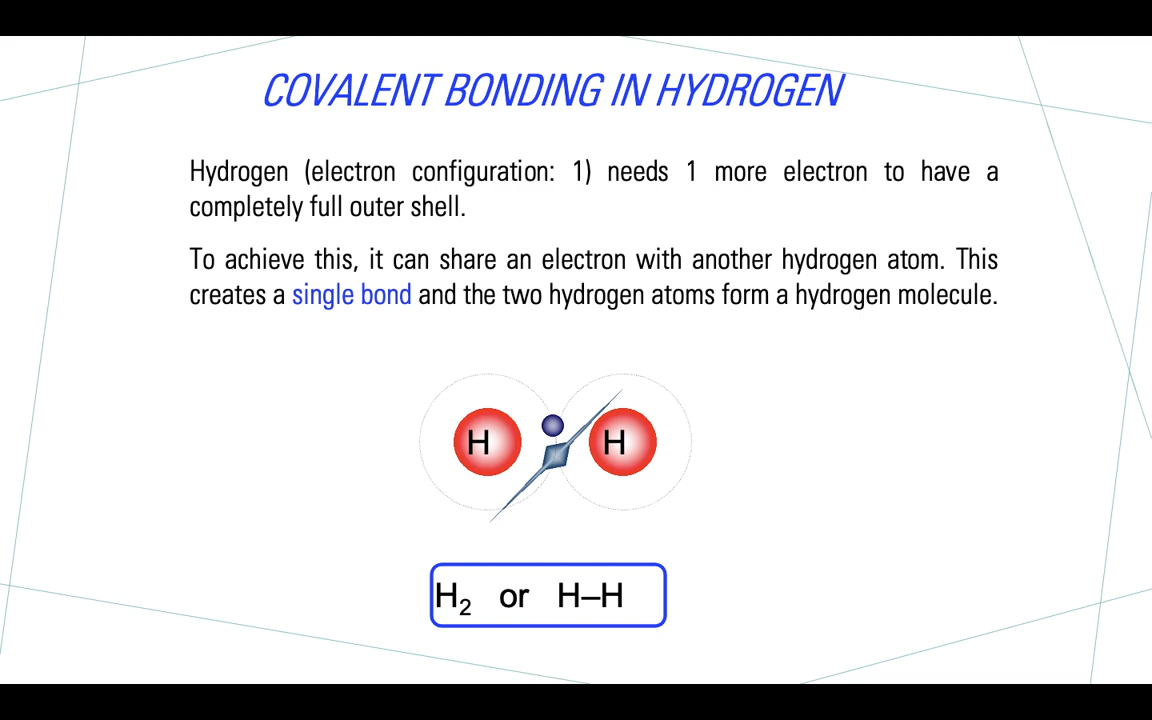 COVALENT BONDING IN HYDROGEN
Hydrogen (electron configuration: 1) needs 1 more electron to have a
completely full outer shell.
To achieve this, it can share an electron with another hydrogen atom. This
creates a single bond and the two hydrogen atoms form a hydrogen molecule.
H H
H₂ or H–H